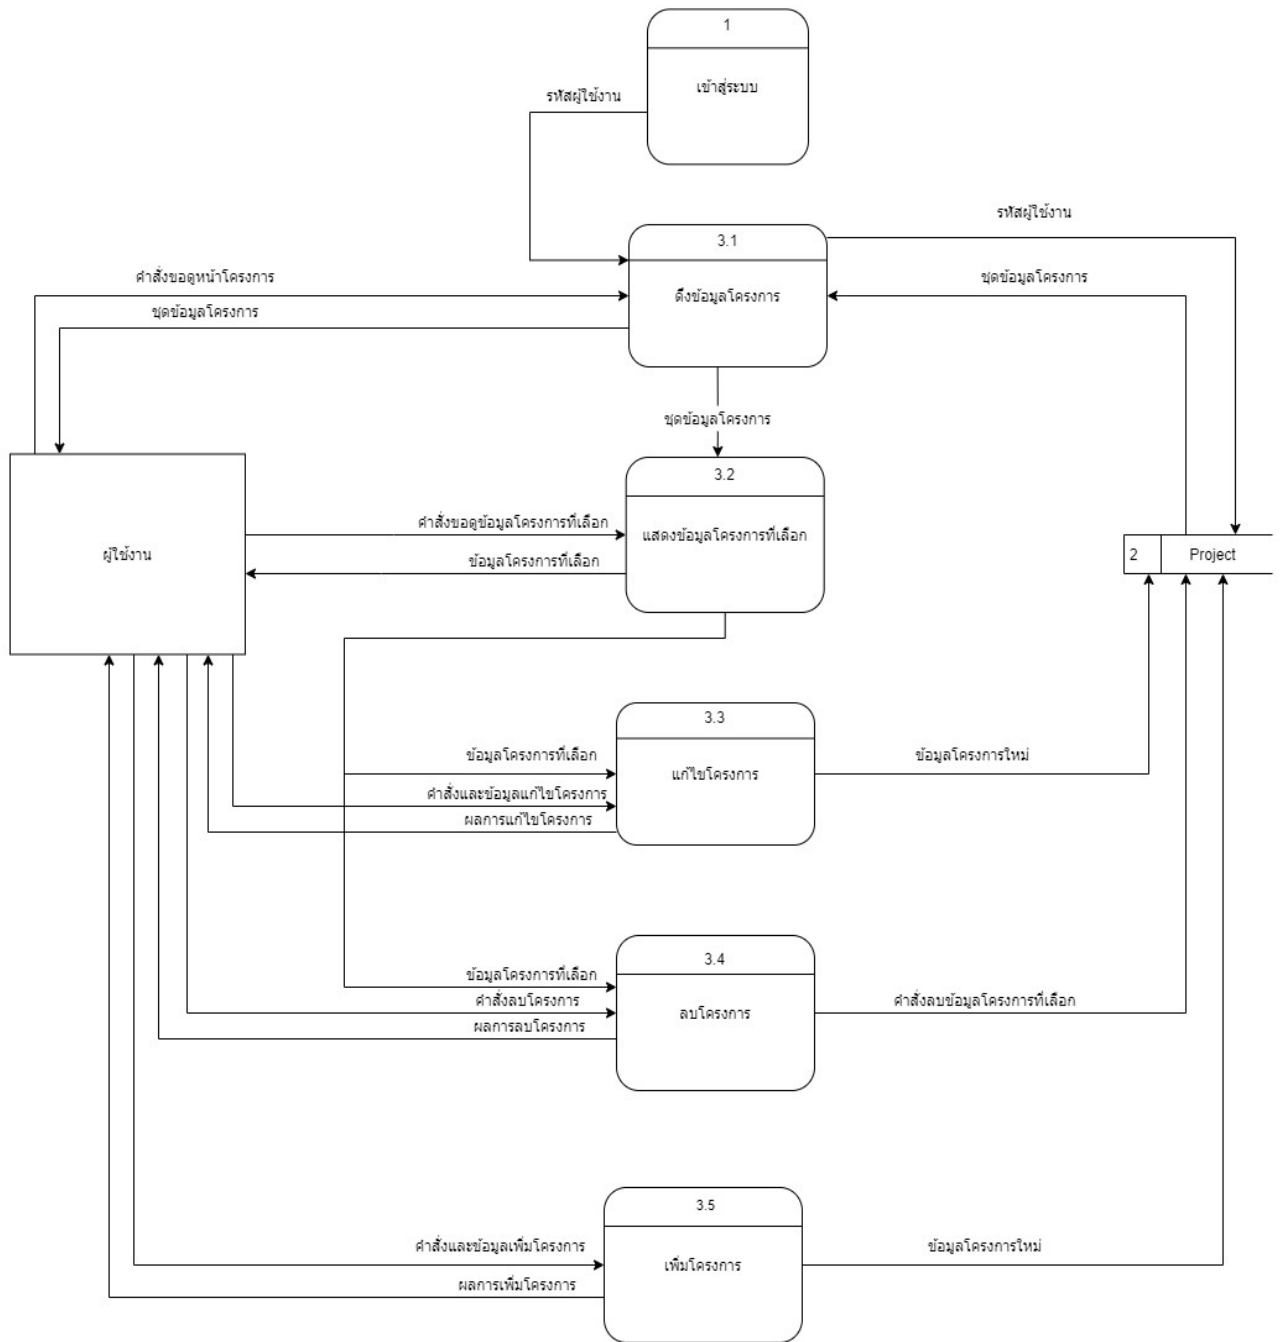 1
เข้าสู่ระบบ
รหัสผู้ใช้งาน
รหัสผู้ใช้งาน
3.1
ดึงข้อมูลโครงการ
คำสั่งขอดูหน้าโครงการ
ชุดข้อมูลโครงการ
ชุดข้อมูลโครงการ
ชุดข้อมูลโครงการ
3.2
แสดงข้อมูลโครงการที่เลือก
คำสั่งขอดูข้อมูลโครงการที่เลือก
ข้อมูลโครงการที่เลือก
ผู้ใช้งาน
2
Project
3.3
แก้ไขโครงการ
ข้อมูลโครงการที่เลือก
ข้อมูลโครงการใหม่
คำสั่งและข้อมูลแก้ไขโครงการ
ผลการแก้ไขโครงการ
3.4
ลบโครงการ
ข้อมูลโครงการที่เลือก
คำสั่งลบโครงการ
คำสั่งลบข้อมูลโครงการที่เลือก
ผลการลบโครงการ
3.5
เพิ่มโครงการ
คำสั่งและข้อมูลเพิ่มโครงการ
ข้อมูลโครงการใหม่
ผลการเพิ่มโครงการ